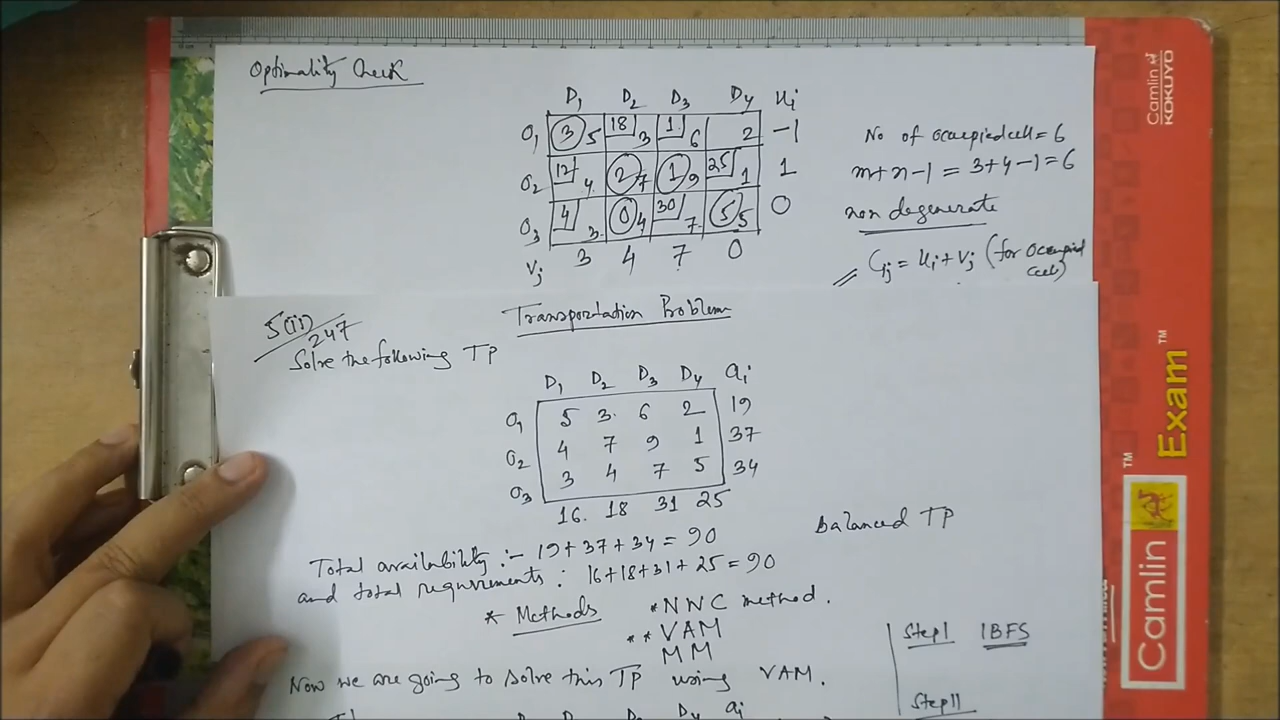 Optimality Check
D1 D2 D3 D4 ui
O1 3 5 18 3 1 6 2 -1
O2 12 4 2 7 1 9 25 1 1
O3 4 3 0 4 30 7 5 5 0
vj 3 4 7 0
No of occupied cell = 6
m+n-1 = 3+4-1=6
non degenerate
Cij = ui + vj (for occupied cell)
5(ii)/247
Transportation Problem
Solve the following TP
D1 D2 D3 D4 ai
O1 5 3 6 2 19
O2 4 7 9 1 37
O3 3 4 7 5 34
16 18 31 25
Total availability :- 19+37+34=90
and total requirements : 16+18+31+25=90
Balanced TP
* Methods
* NWC method.
** VAM
MM
Step I IBFS
Step II
Now we are going to solve this TP using VAM.
D4 ai
Camlin
KOKUYO
Camlin Exam
TM
TM